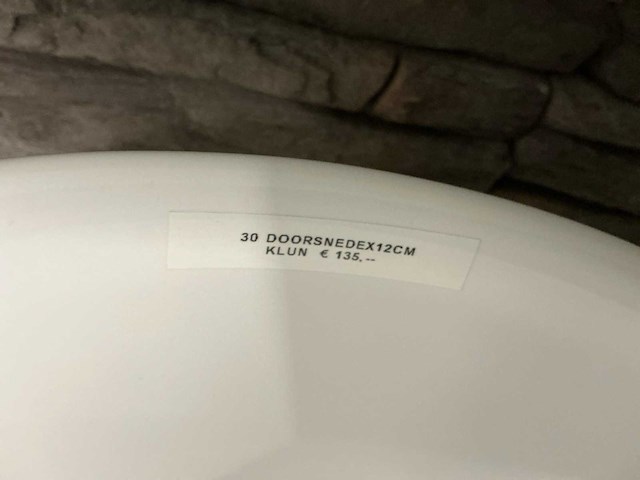 30 DOORSNEDEX12CM
KLUN € 135,--